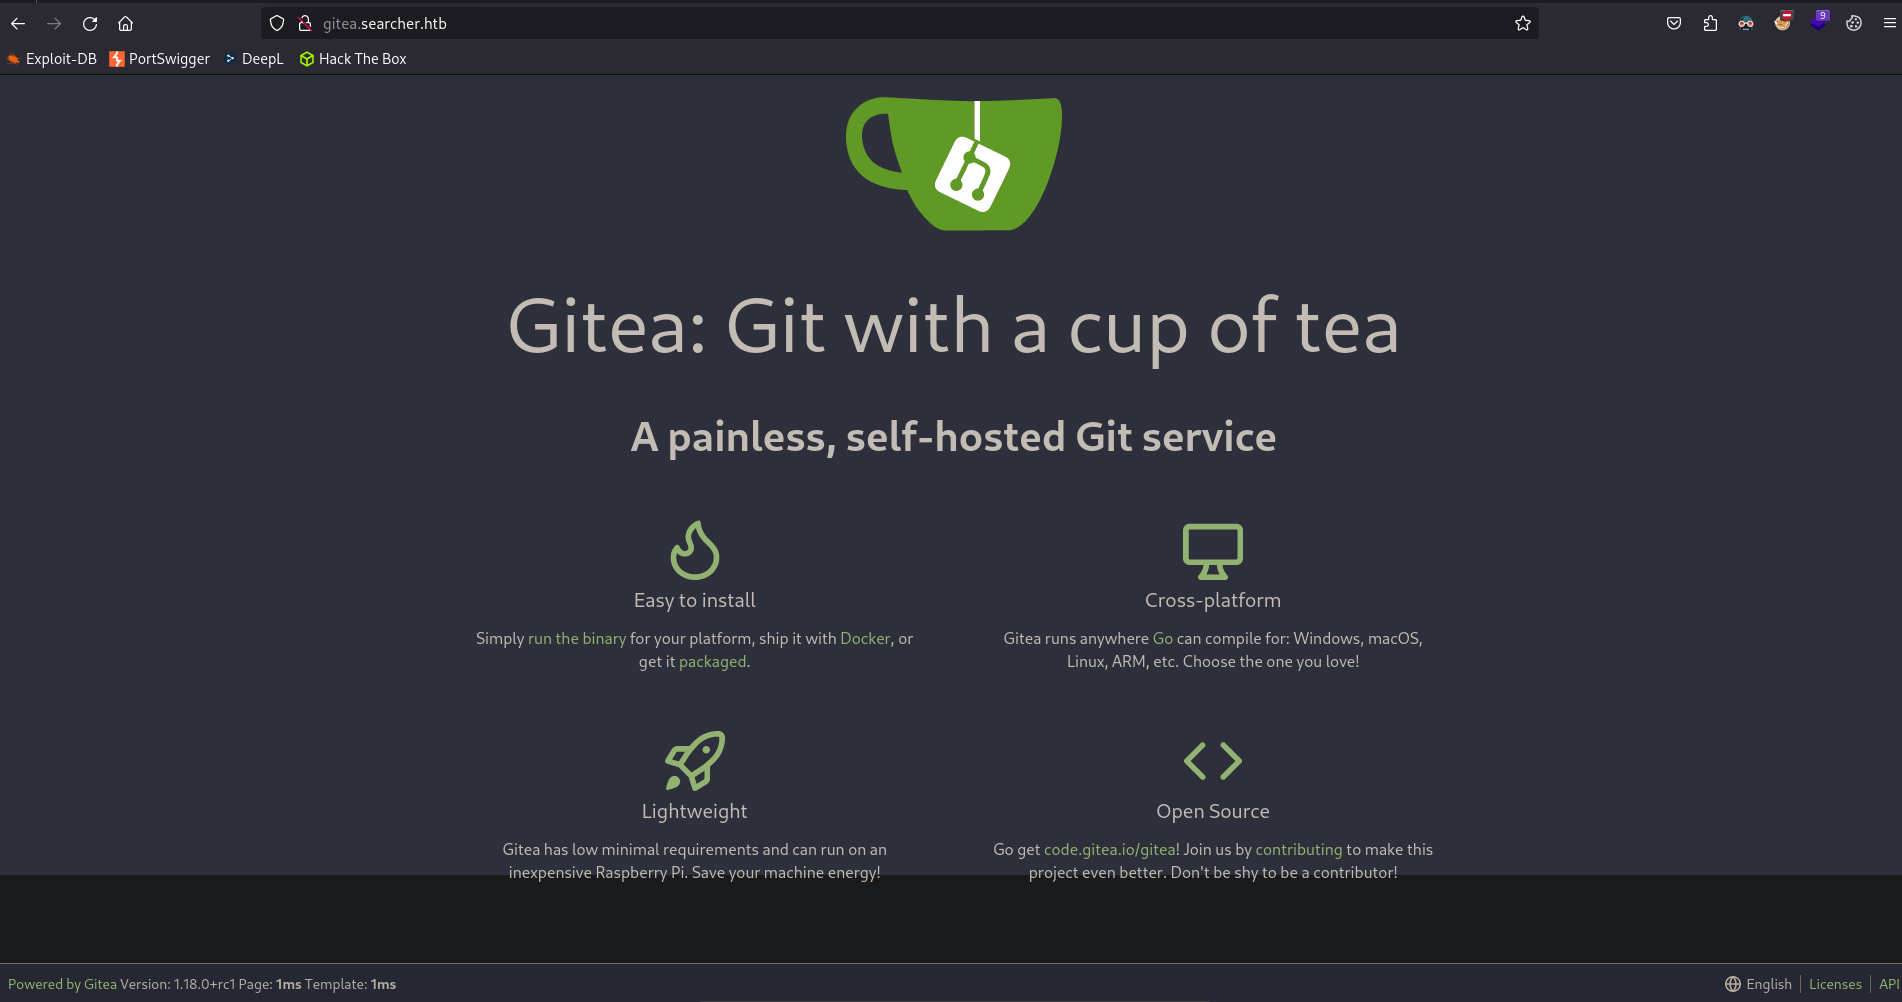 gitea.searcher.htb
9
Exploit-DB PortSwigger DeepL Hack The Box
Gitea: Git with a cup of tea
A painless, self-hosted Git service
Easy to install
Simply run the binary for your platform, ship it with Docker, or
get it packaged.
Cross-platform
Gitea runs anywhere Go can compile for: Windows, macOS,
Linux, ARM, etc. Choose the one you love!
Lightweight
Gitea has low minimal requirements and can run on an
inexpensive Raspberry Pi. Save your machine energy!
Open Source
Go get code.gitea.io/gitea! Join us by contributing to make this
project even better. Don't be shy to be a contributor!
Powered by Gitea Version: 1.18.0+rc1 Page: 1ms Template: 1ms English Licenses API